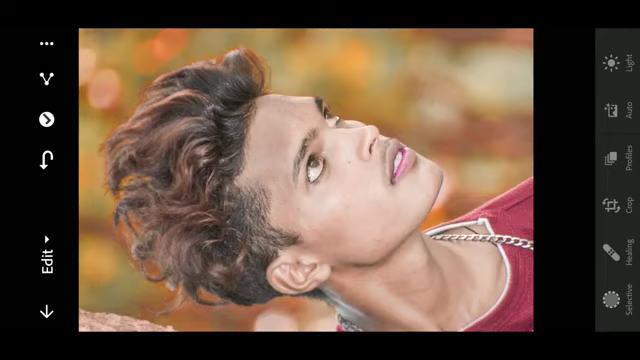 Edit
Selective
Healing
Crop
Profiles
Auto
Light